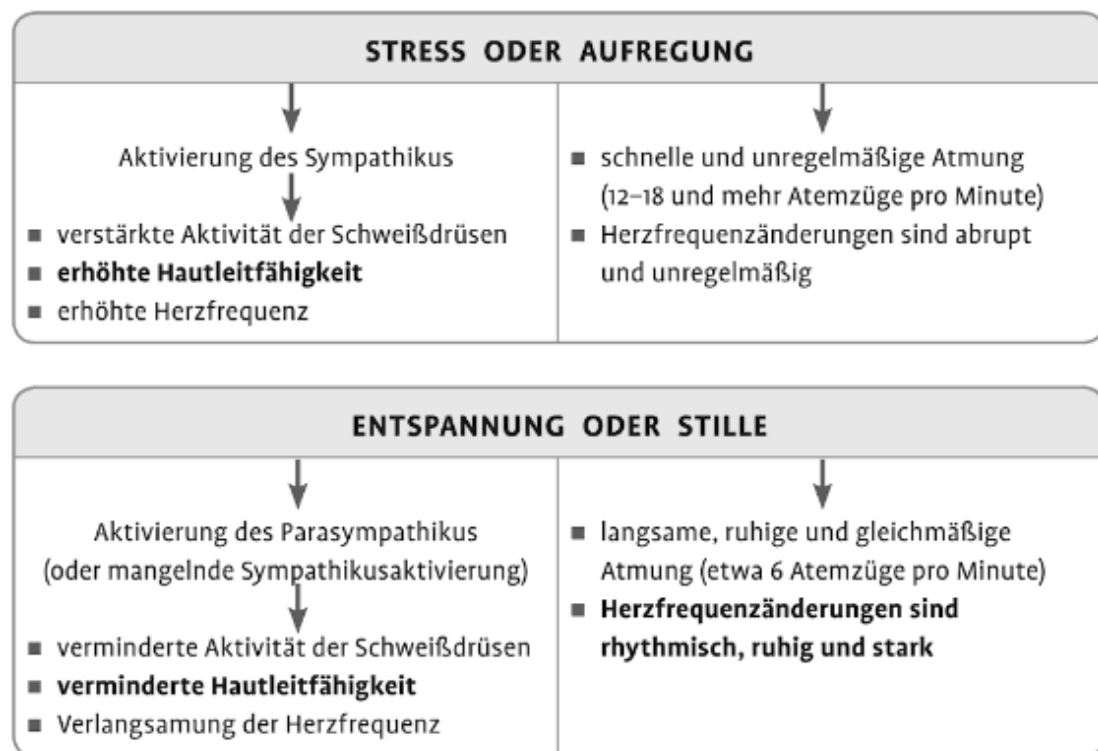 STRESS ODER AUFREGUNG
Aktivierung des Sympathikus
■ verstärkte Aktivität der Schweißdrüsen
■ erhöhte Hautleitfähigkeit
■ erhöhte Herzfrequenz
■ schnelle und unregelmäßige Atmung
(12–18 und mehr Atemzüge pro Minute)
■ Herzfrequenzänderungen sind abrupt
und unregelmäßig
ENTSPANNUNG ODER STILLE
Aktivierung des Parasympathikus
(oder mangelnde Sympathikusaktivierung)
■ verminderte Aktivität der Schweißdrüsen
■ verminderte Hautleitfähigkeit
■ Verlangsamung der Herzfrequenz
■ langsame, ruhige und gleichmäßige
Atmung (etwa 6 Atemzüge pro Minute)
■ Herzfrequenzänderungen sind
rhythmisch, ruhig und stark